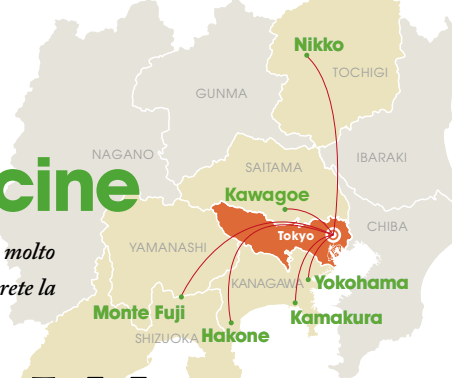 Nikko
TOCHIGI
GUNMA
NAGANO
IBARAKI
SAITAMA
cine
Kawagoe
CHIBA
Tokyo
molto
YAMANASHI
rete la
KANAGAWA
Yokohama
Monte Fuji
Kamakura
SHIZUOKA
Hakone